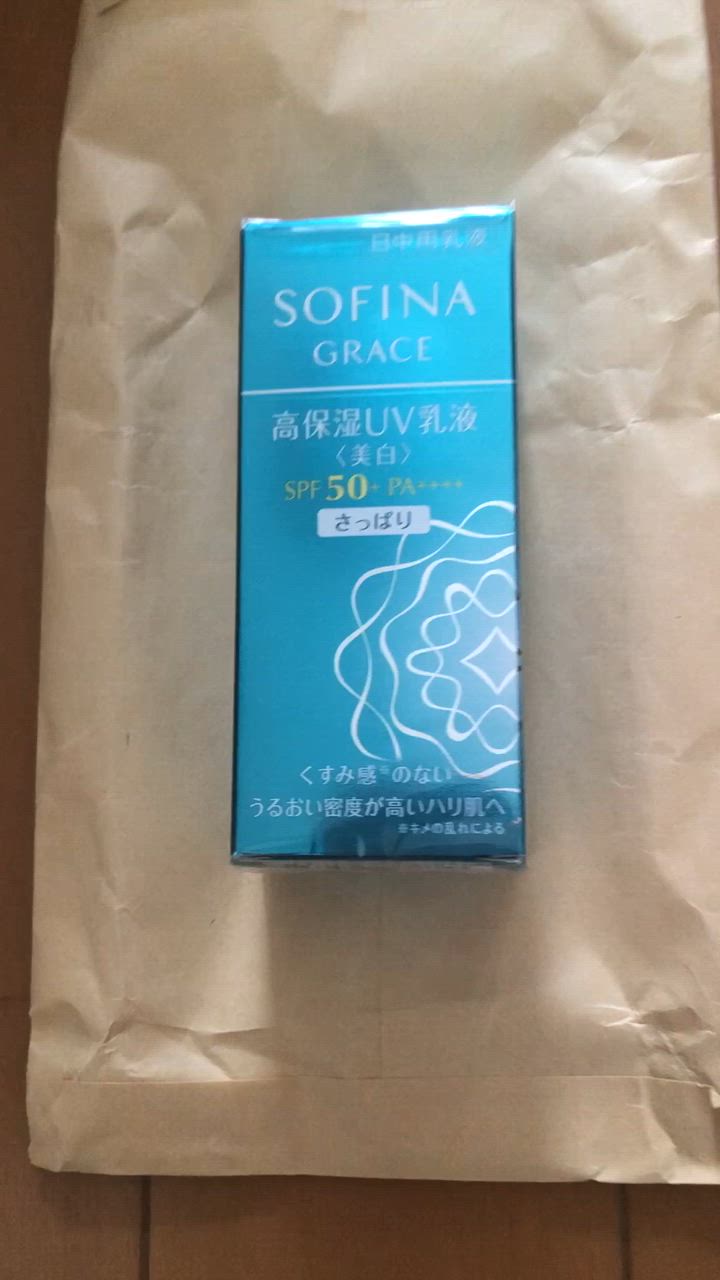 日中用乳液
SOFINA
GRACE
高保湿UV乳液
〈美白〉
SPF50+ PA++++
さっぱり
くすみ感※のない
うるおい密度が高いハリ肌へ
※キメの乱れによる